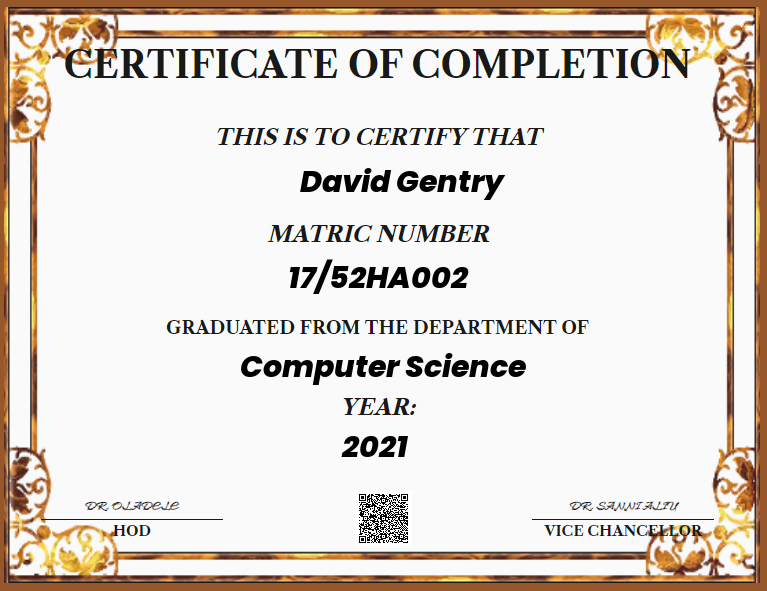 CERTIFICATE OF COMPLETION
THIS IS TO CERTIFY THAT
David Gentry
MATRIC NUMBER
17/52HA002
GRADUATED FROM THE DEPARTMENT OF
Computer Science
YEAR:
2021
DR. OLADELE
DR. SANNI ALIU
HOD
VICE CHANCELLOR